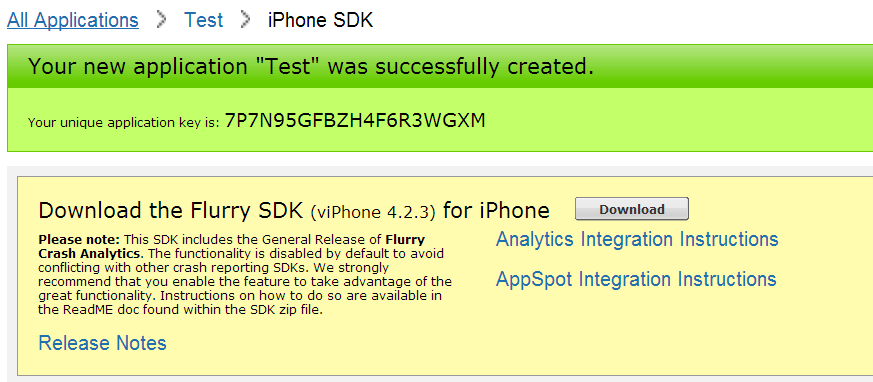 All Applications > Test > iPhone SDK
Your new application "Test" was successfully created.
Your unique application key is: 7P7N95GFBZH4F6R3WGXM
Download the Flurry SDK (viPhone 4.2.3) for iPhone Download
Please note: This SDK includes the General Release of Flurry
Crash Analytics. The functionality is disabled by default to avoid
conflicting with other crash reporting SDKs. We strongly
recommend that you enable the feature to take advantage of the
great functionality. Instructions on how to do so are available in
the ReadME doc found within the SDK zip file.
Analytics Integration Instructions
AppSpot Integration Instructions
Release Notes